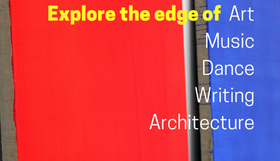 Explore the edge of Art
Music
Dance
Writing
Architecture